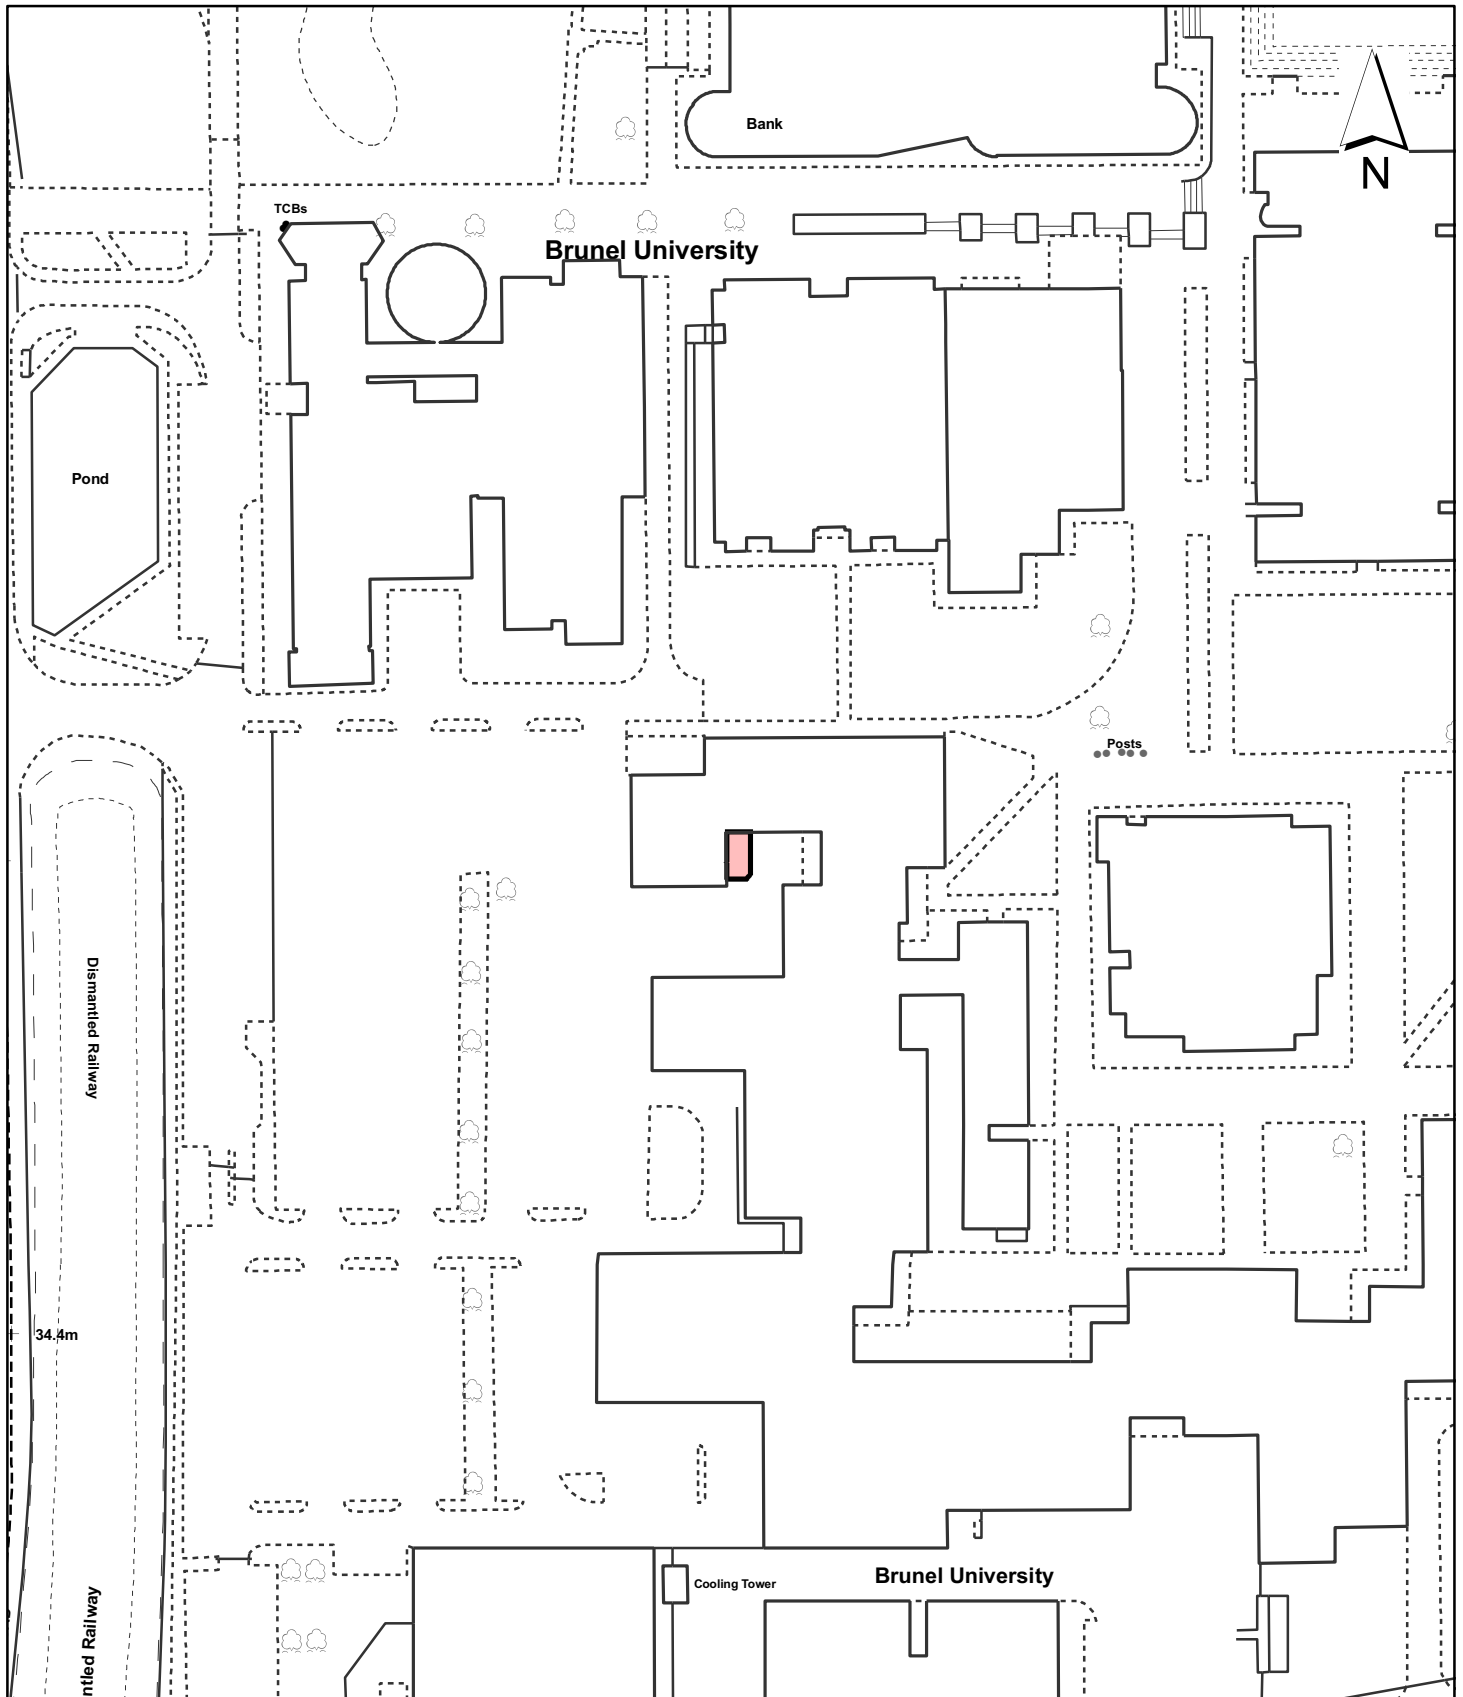 Bank
N
TCBs
Brunel University
Pond
Posts
Dismantled Railway
34.4m
Brunel University
Cooling Tower
ntled Railway